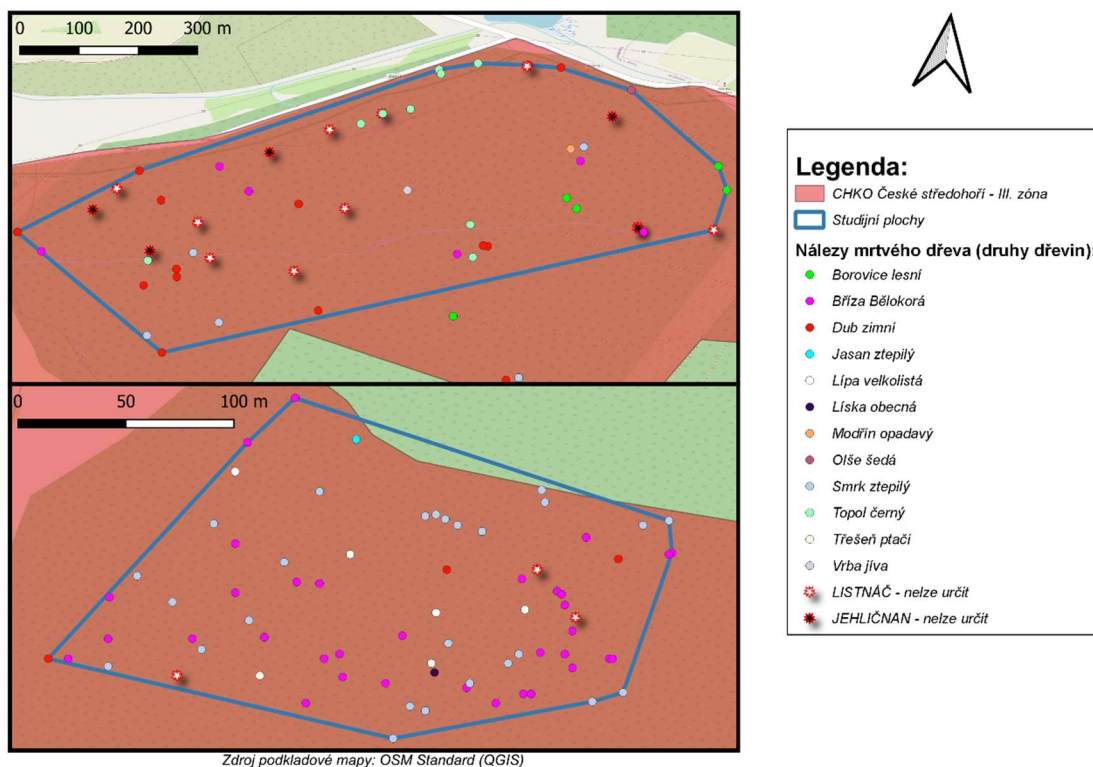 0 100 200 300 m
0 50 100 m
Legenda:
CHKO České středohoří - III. zóna
Studijní plochy
Nálezy mrtvého dřeva (druhy dřevin):
Borovice lesní
Bříza Bělokorá
Dub zimní
Jasan ztepilý
Lípa velkolistá
Líska obecná
Modřín opadavý
Olše šedá
Smrk ztepilý
Topol černý
Třešeň ptačí
Vrba jíva
LISTNÁČ - nelze určit
JEHLIČNAN - nelze určit
Zdroj podkladové mapy: OSM Standard (QGIS)